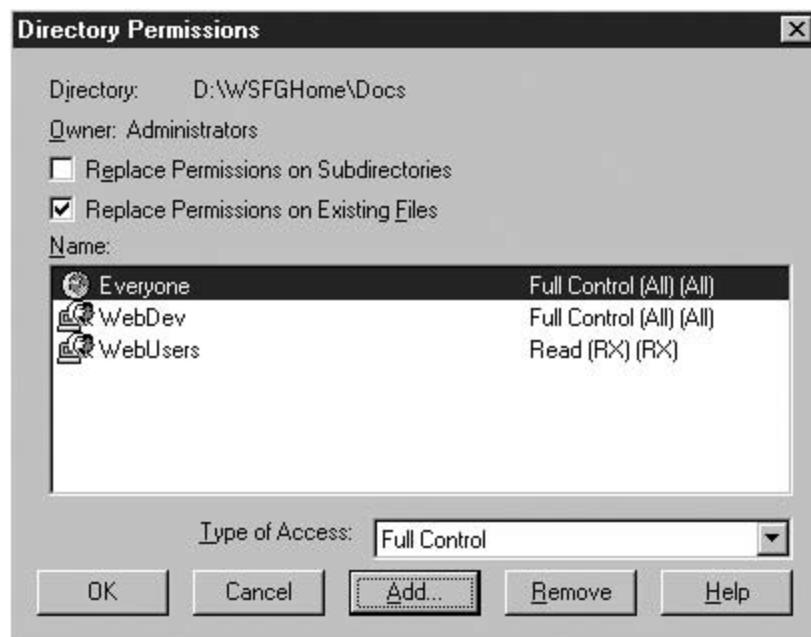 Directory Permissions
Directory: D:\WSFGHome\Docs
Owner: Administrators
Replace Permissions on Subdirectories
Replace Permissions on Existing Files
Name:
Everyone Full Control (All) (All)
WebDev Full Control (All) (All)
WebUsers Read (RX) (RX)
Type of Access: Full Control
OK Cancel Add... Remove Help